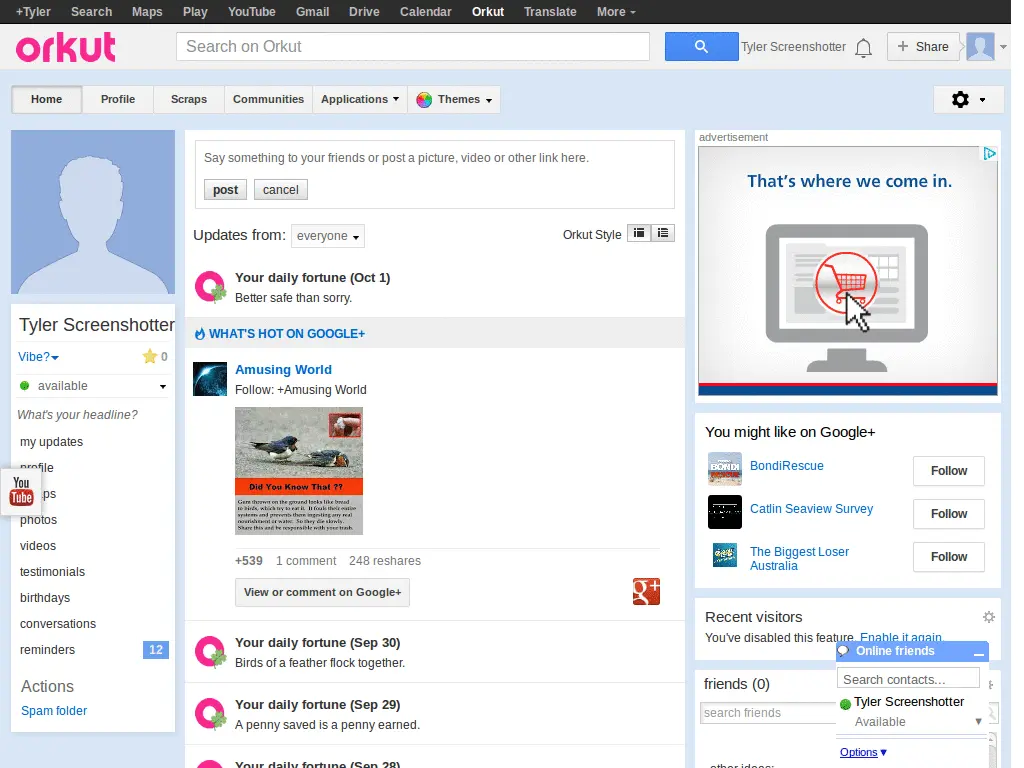 +Tyler Search Maps Play YouTube Gmail Drive Calendar Orkut Translate More
orkut
Search on Orkut
Tyler Screenshotter
+ Share
Home Profile Scraps Communities Applications Themes
Tyler Screenshotter
Vibe? 0
available
What's your headline?
my updates
profile
You Tube
photos
videos
testimonials
birthdays
conversations
reminders 12
Actions
Spam folder
Say something to your friends or post a picture, video or other link here.
post cancel
Updates from: everyone Orkut Style
Your daily fortune (Oct 1)
Better safe than sorry.
WHAT'S HOT ON GOOGLE+
Amusing World
Follow: +Amusing World
Did You Know That ??
Gum thrown on the ground looks like bread
to birds, which try to eat it. It fouls their entire
systems and prevents them ingesting any real
nourishment or water. So they die slowly.
Share this and be responsible with your trash.
+539 1 comment 248 reshares
View or comment on Google+
g+
Your daily fortune (Sep 30)
Birds of a feather flock together.
Your daily fortune (Sep 29)
A penny saved is a penny earned.
Your daily fortune (Sep 28)
advertisement
That's where we come in.
You might like on Google+
BONDI
BondiRescue Follow
Catlin Seaview Survey Follow
The Biggest Loser
Australia
Follow
Recent visitors
You've disabled this feature. Enable it again.
friends (0)
search friends
other ideas:
Online friends
Search contacts...
Tyler Screenshotter
Available
Options